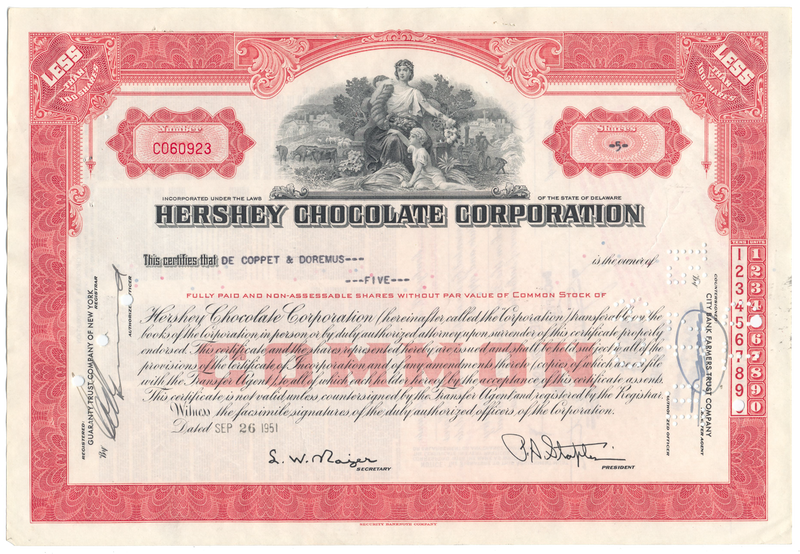 LESS
THAN
100 SHARES
LESS
THAN
100 SHARES
Number
C060923
Shares
-5-
INCORPORATED UNDER THE LAWS
OF THE STATE OF DELAWARE
HERSHEY CHOCOLATE CORPORATION
This certifies that DE COPPET & DOREMUS---
is the owner of
---FIVE---
FULLY PAID AND NON-ASSESSABLE SHARES WITHOUT PAR VALUE OF COMMON STOCK OF
Hershey Chocolate Corporation (hereinafter called the Corporation) transferable on the
books of the Corporation in person or by duly authorized attorney upon surrender of this certificate properly
endorsed. This certificate and the shares represented hereby are issued and shall be held subject to all of the
provisions of the Certificate of Incorporation and of any amendments thereof (copies of which are on file
with the Transfer Agent), to all of which each holder hereof by the acceptance of this certificate assents.
This certificate is not valid unless countersigned by the Transfer Agent and registered by the Registrar.
Witness the facsimile signatures of the duly authorized officers of the Corporation.
COMMON
Dated SEP 26 1951
L. W. Majer
SECRETARY
P. A. Staples
PRESIDENT
REGISTERED:
GUARANTY TRUST COMPANY OF NEW YORK
REGISTRAR
By
AUTHORIZED OFFICER
COUNTERSIGNED:
CITY BANK FARMERS TRUST COMPANY
TRANSFER AGENT
By
AUTHORIZED OFFICER
TENS UNITS
1 1
2 2
3 3
4 4
5
6 6
7 7
8 8
9 9
0
SECURITY BANKNOTE COMPANY